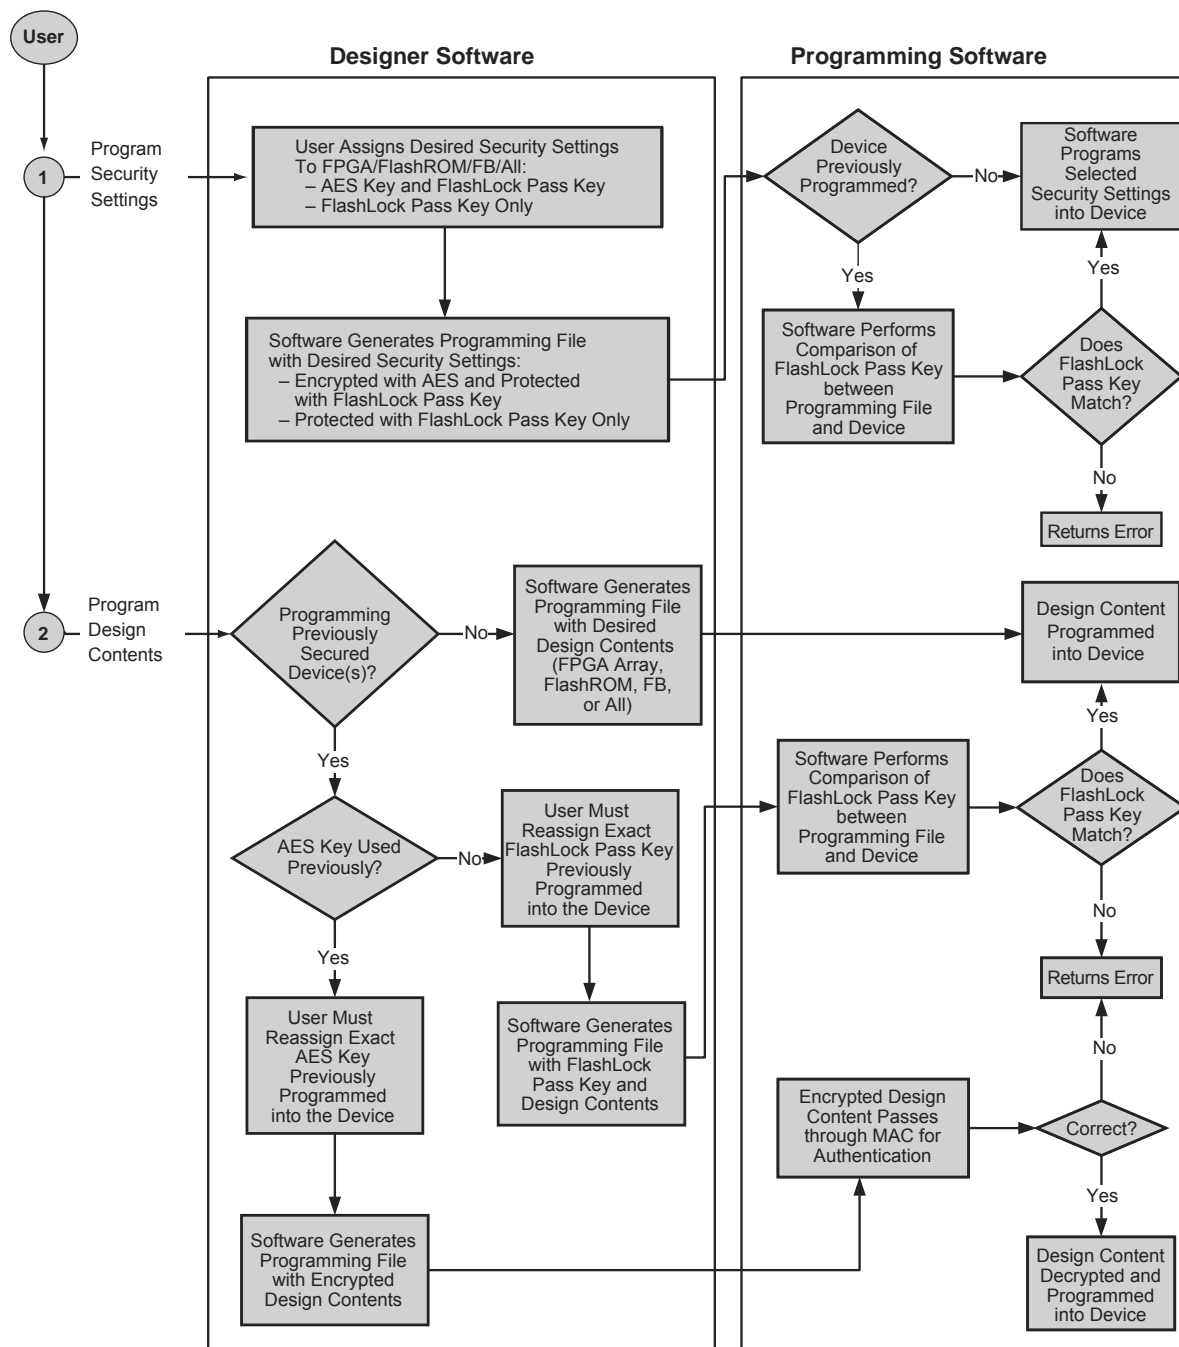 User
Designer Software
Programming Software
1
Program
Security
Settings
User Assigns Desired Security Settings
To FPGA/FlashROM/FB/All:
– AES Key and FlashLock Pass Key
– FlashLock Pass Key Only
Software Generates Programming File
with Desired Security Settings:
– Encrypted with AES and Protected
with FlashLock Pass Key
– Protected with FlashLock Pass Key Only
Device
Previously
Programmed?
No
Software
Programs
Selected
Security Settings
into Device
Yes
Yes
Software Performs
Comparison of
FlashLock Pass Key
between
Programming File
and Device
Does
FlashLock
Pass Key
Match?
No
Returns Error
2
Program
Design
Contents
Programming
Previously
Secured
Device(s)?
No
Software Generates
Programming File
with Desired
Design Contents
(FPGA Array,
FlashROM, FB,
or All)
Design Content
Programmed
into Device
Yes
Yes
AES Key Used
Previously?
No
User Must
Reassign Exact
FlashLock Pass Key
Previously
Programmed
into the Device
Software Performs
Comparison of
FlashLock Pass Key
between
Programming File
and Device
Does
FlashLock
Pass Key
Match?
No
Returns Error
Yes
User Must
Reassign Exact
AES Key
Previously
Programmed
into the Device
Software Generates
Programming File
with FlashLock
Pass Key and
Design Contents
No
Encrypted Design
Content Passes
through MAC for
Authentication
Correct?
Yes
Software Generates
Programming File
with Encrypted
Design Contents
Design Content
Decrypted and
Programmed
into Device